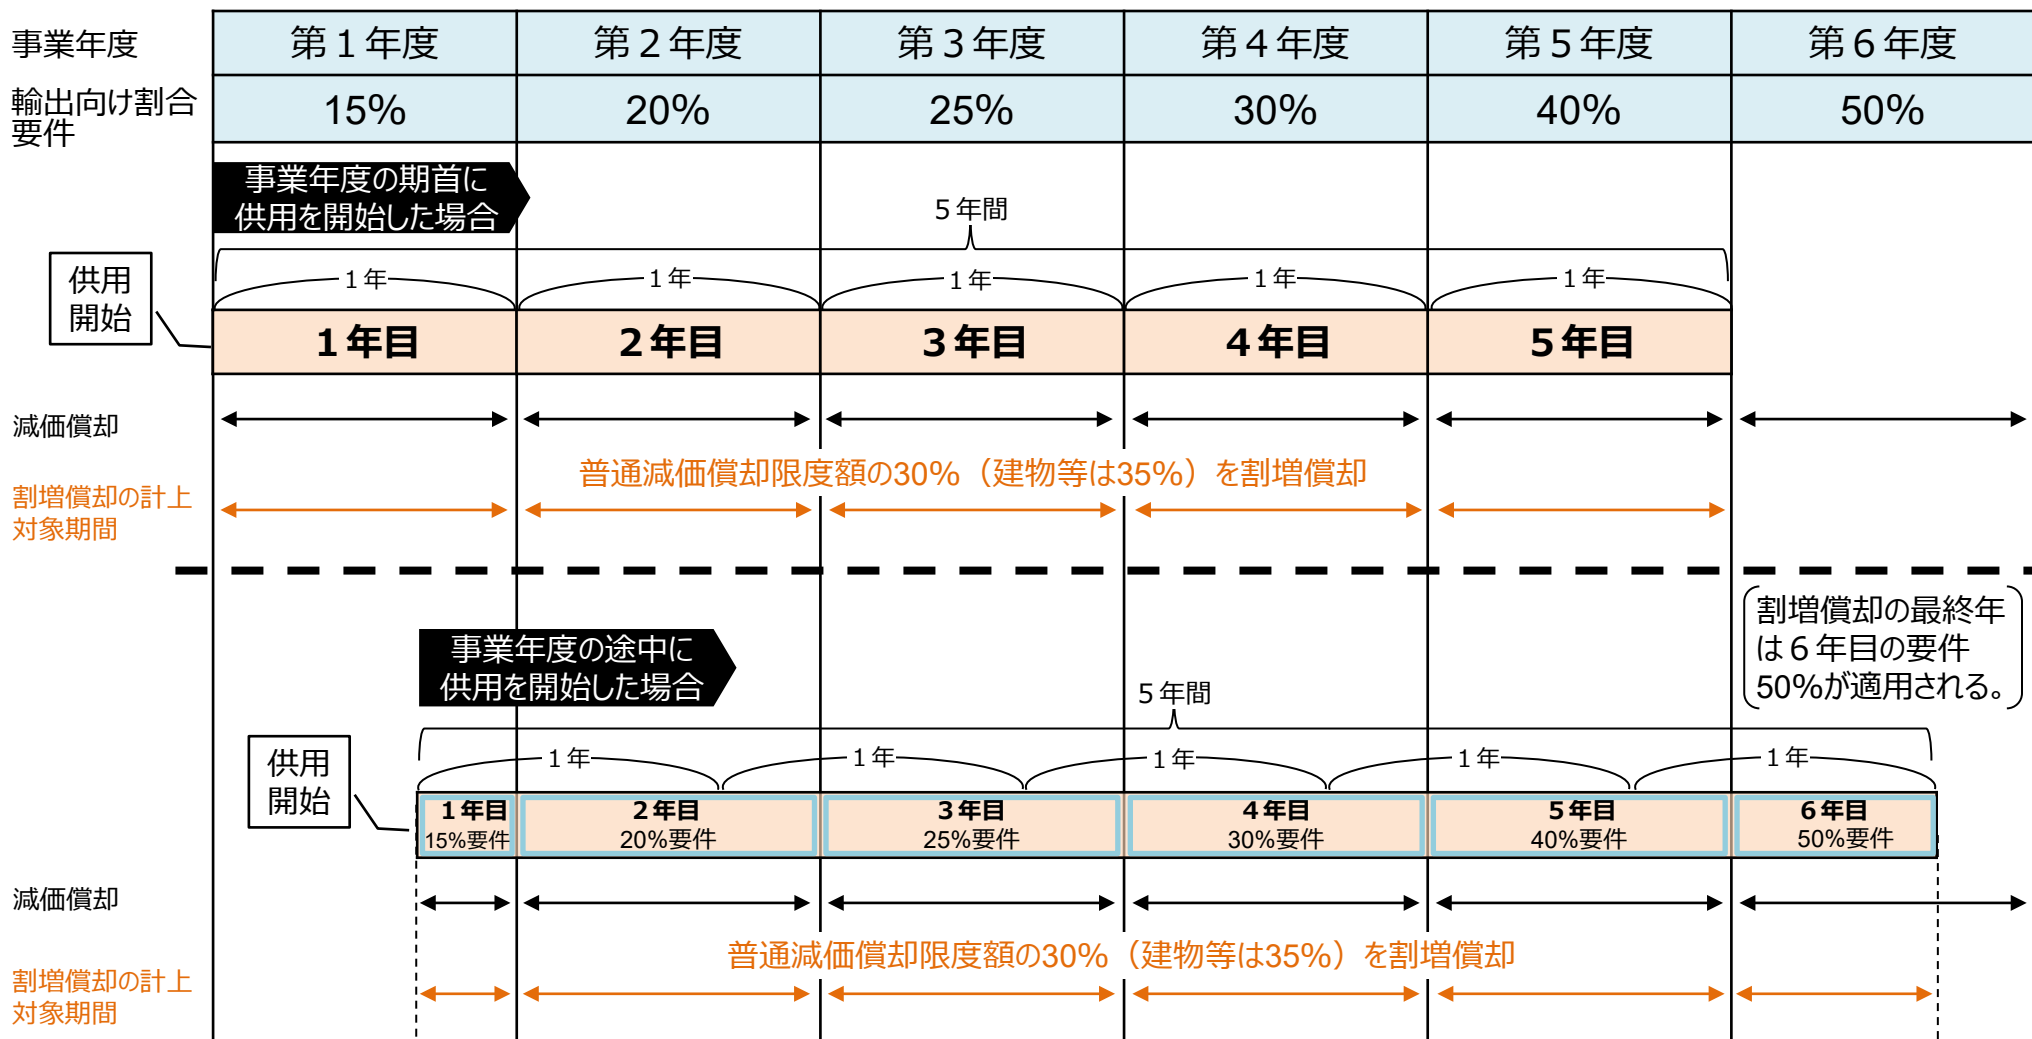 事業年度
第１年度
第２年度
第３年度
第４年度
第５年度
第６年度
輸出向け割合
要件
15%
20%
25%
30%
40%
50%
事業年度の期首に
供用を開始した場合
５年間
供用
開始
１年
１年
１年
１年
１年
１年目
２年目
３年目
４年目
５年目
減価償却
普通減価償却限度額の30%（建物等は35%）を割増償却
割増償却の計上
対象期間
割増償却の最終年
は６年目の要件
50%が適用される。
事業年度の途中に
供用を開始した場合
５年間
供用
開始
１年
１年
１年
１年
１年
１年目
15%要件
２年目
20%要件
３年目
25%要件
４年目
30%要件
５年目
40%要件
６年目
50%要件
減価償却
普通減価償却限度額の30%（建物等は35%）を割増償却
割増償却の計上
対象期間